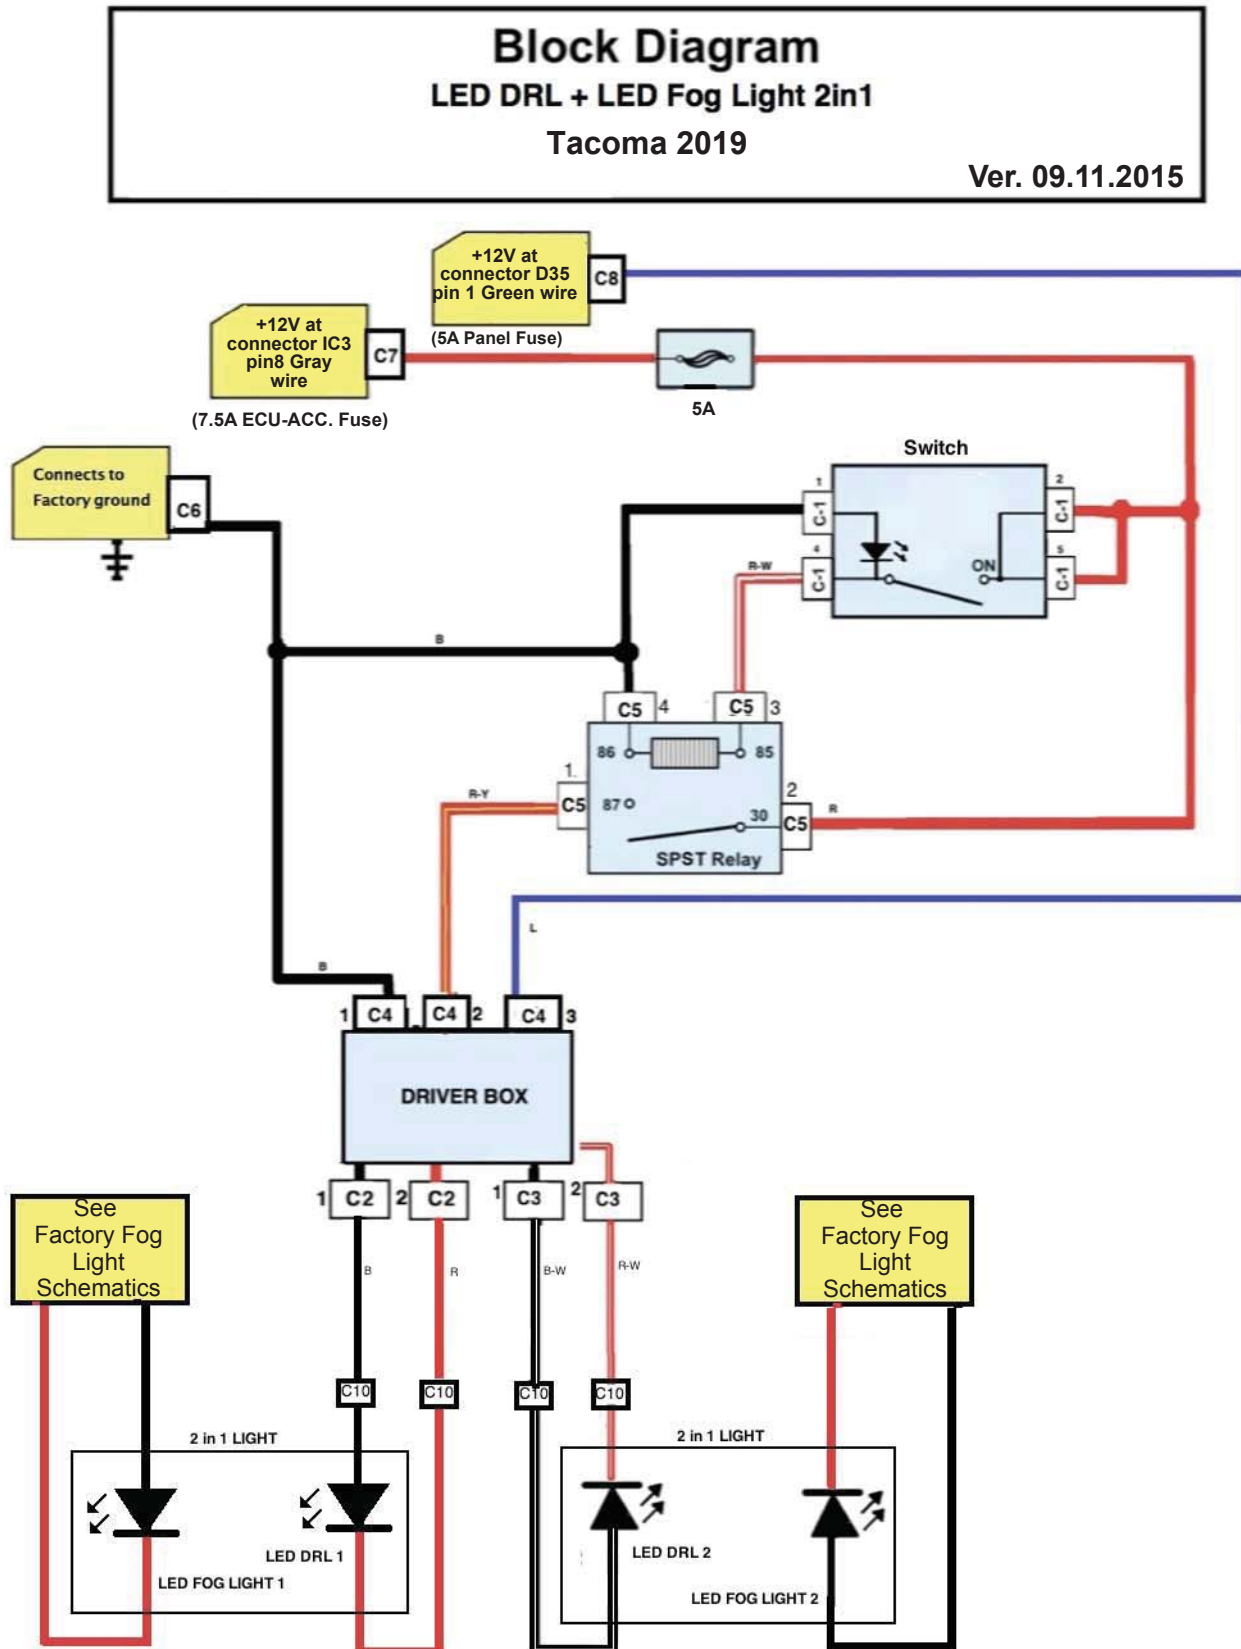 Block Diagram
LED DRL + LED Fog Light 2in1
Tacoma 2019
Ver. 09.11.2015
+12V at
connector D35
pin 1 Green wire
C8
(5A Panel Fuse)
+12V at
connector IC3
pin8 Gray
wire
C7
(7.5A ECU-ACC. Fuse)
5A
Connects to
Factory ground
C6
Switch
1
C-1
2
C-1
4
C-1
5
C-1
ON
R-W
B
C5
4
C5
3
86
85
1.
C5
87
30
2
C5
SPST Relay
R-Y
R
L
B
1
C4
C4
2
C4
3
DRIVER BOX
1
C2
2
C2
1
C3
2
C3
See
Factory Fog
Light
Schematics
See
Factory Fog
Light
Schematics
B
R
B-W
R-W
C10
C10
C10
C10
2 in 1 LIGHT
2 in 1 LIGHT
LED DRL 1
LED FOG LIGHT 1
LED DRL 2
LED FOG LIGHT 2